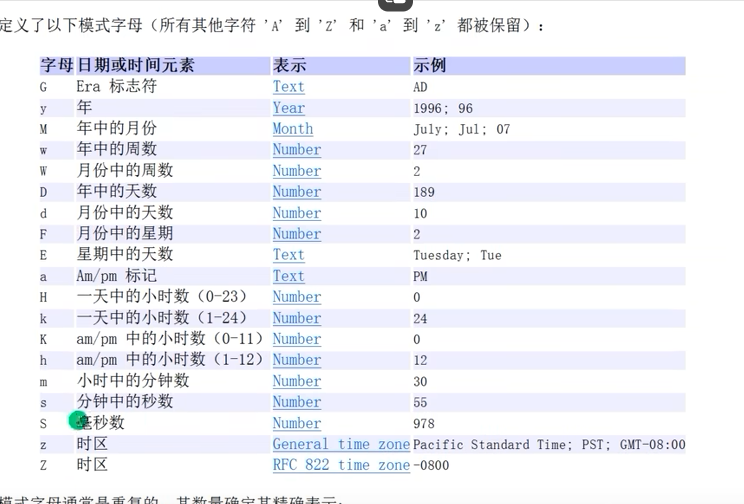 定义了以下模式字母（所有其他字符 'A' 到 'Z' 和 'a' 到 'z' 都被保留）：
字母 日期或时间元素 表示 示例
G Era 标志符 Text AD
y 年 Year 1996; 96
M 年中的月份 Month July; Jul; 07
w 年中的周数 Number 27
W 月份中的周数 Number 2
D 年中的天数 Number 189
d 月份中的天数 Number 10
F 月份中的星期 Number 2
E 星期中的天数 Text Tuesday; Tue
a Am/pm 标记 Text PM
H 一天中的小时数（0-23） Number 0
k 一天中的小时数（1-24） Number 24
K am/pm 中的小时数（0-11） Number 0
h am/pm 中的小时数（1-12） Number 12
m 小时中的分钟数 Number 30
s 分钟中的秒数 Number 55
S 毫秒数 Number 978
z 时区 General time zone Pacific Standard Time; PST; GMT-08:00
Z 时区 RFC 822 time zone -0800
模式字母通常是重复的，其数量确定其精确表示：